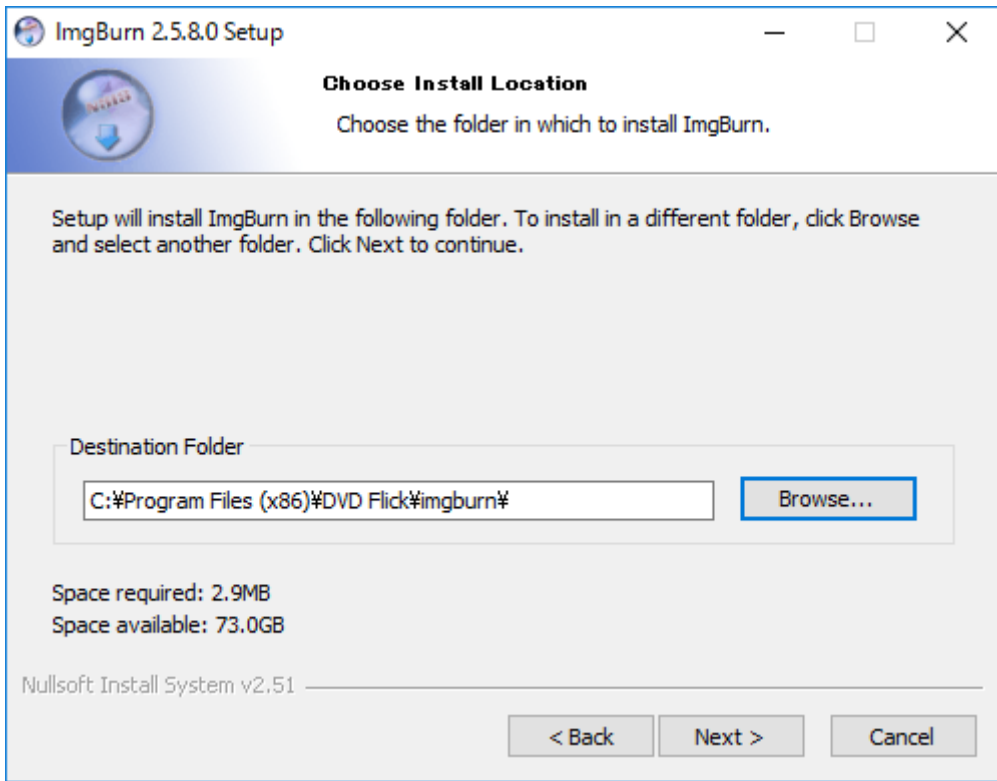 ImgBurn 2.5.8.0 Setup
Choose Install Location
Choose the folder in which to install ImgBurn.
Setup will install ImgBurn in the following folder. To install in a different folder, click Browse
and select another folder. Click Next to continue.
Destination Folder
C:¥Program Files (x86)¥DVD Flick¥imgburn¥
Browse...
Space required: 2.9MB
Space available: 73.0GB
Nullsoft Install System v2.51
< Back
Next >
Cancel